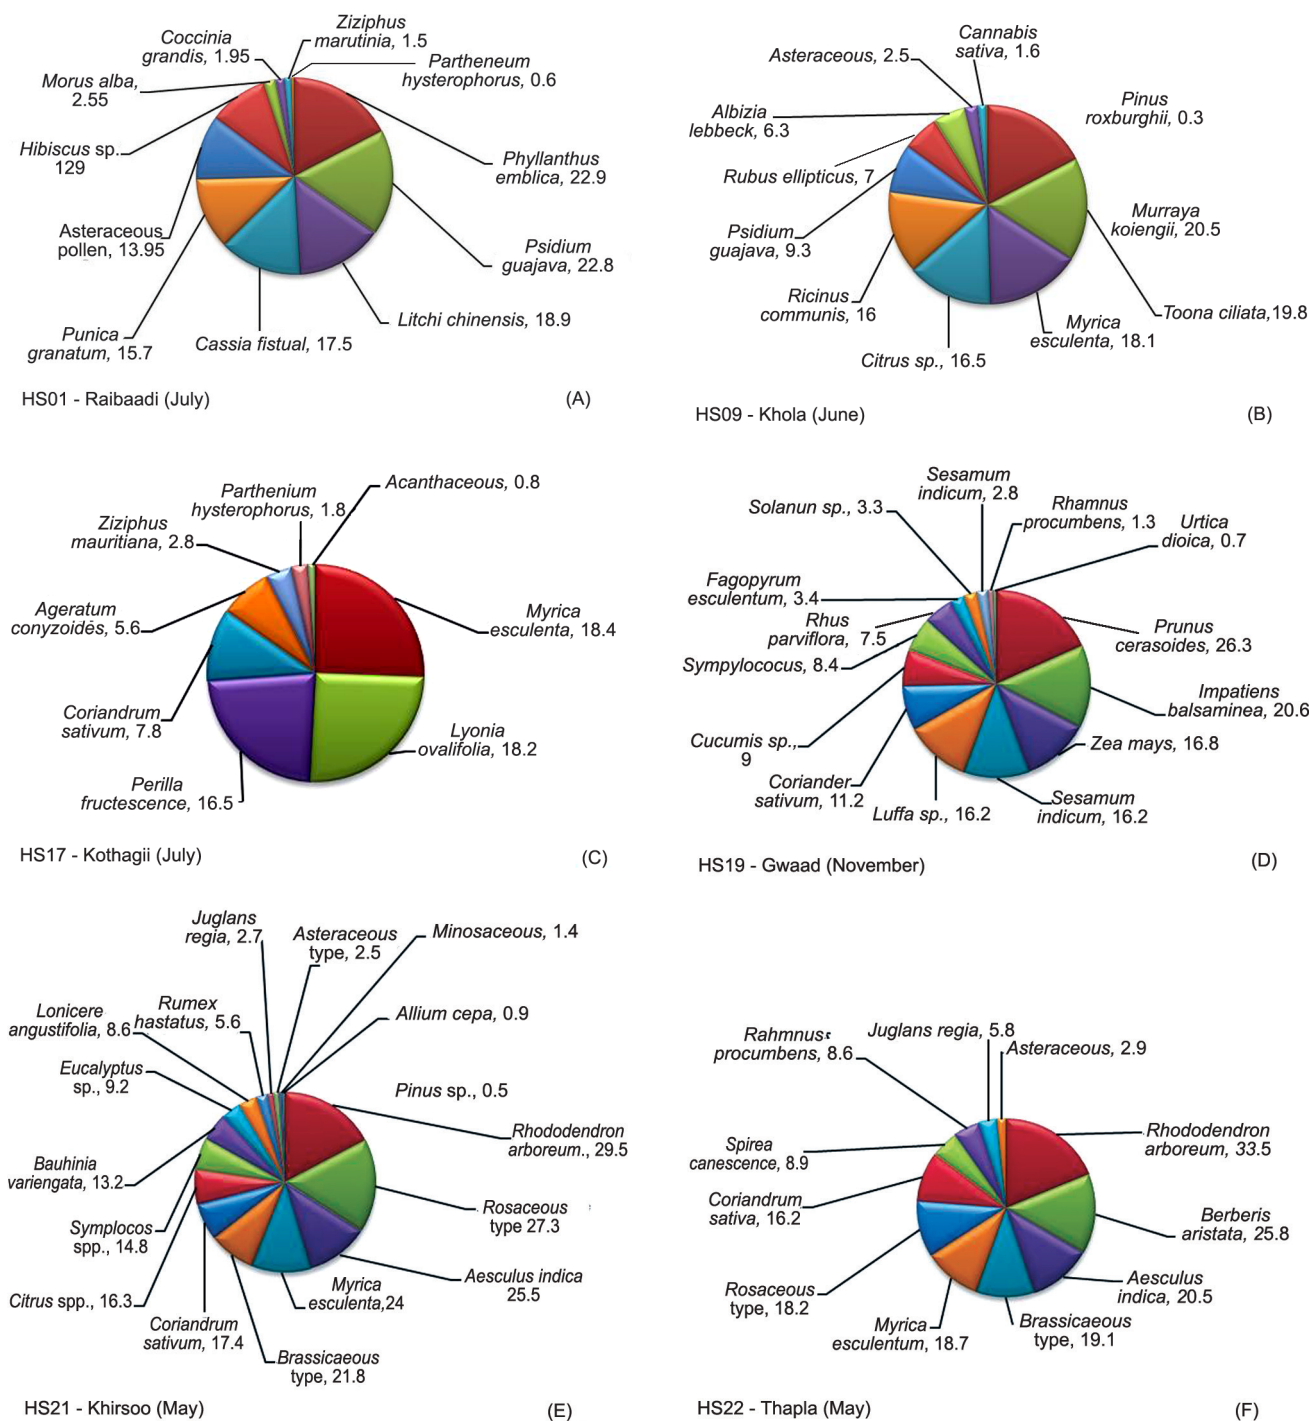 Ziziphus
marutinia, 1.5
Coccinia
grandis, 1.95
Partheneum
hysterophorus, 0.6
Morus alba,
2.55
Hibiscus sp.
129
Phyllanthus
emblica, 22.9
Asteraceous
pollen, 13.95
Psidium
guajava, 22.8
Punica
granatum, 15.7
Cassia fistual, 17.5
Litchi chinensis, 18.9
HS01 - Raibaadi (July)
(A)
Cannabis
sativa, 1.6
Asteraceous, 2.5
Pinus
roxburghii, 0.3
Albizia
lebbeck, 6.3
Rubus ellipticus, 7
Murraya
koiengii, 20.5
Psidium
guajava, 9.3
Ricinus
communis, 16
Toona ciliata,19.8
Myrica
esculenta, 18.1
Citrus sp., 16.5
HS09 - Khola (June)
(B)
Parthenium
hysterophorus, 1.8
Acanthaceous, 0.8
Ziziphus
mauritiana, 2.8
Ageratum
conyzoidés, 5.6
Myrica
esculenta, 18.4
Coriandrum
sativum, 7.8
Lyonia
ovalifolia, 18.2
Perilla
fructescence, 16.5
HS17 - Kothagii (July)
(C)
Sesamum
indicum, 2.8
Solanun sp., 3.3
Rhamnus
procumbens, 1.3
Urtica
dioica, 0.7
Fagopyrum
esculentum, 3.4
Rhus
parviflora, 7.5
Prunus
cerasoides, 26.3
Sympylococus, 8.4
Impatiens
balsaminea, 20.6
Cucumis sp.,
9
Zea mays, 16.8
Coriander
sativum, 11.2
Luffa sp., 16.2
Sesamum
indicum, 16.2
HS19 - Gwaad (November)
(D)
Juglans
regia, 2.7
Asteraceous
type, 2.5
Minosaceous, 1.4
Lonicere
angustifolia, 8.6
Rumex
hastatus, 5.6
Allium cepa, 0.9
Eucalyptus
sp., 9.2
Pinus sp., 0.5
Rhododendron
arboreum., 29.5
Bauhinia
variengata, 13.2
Rosaceous
type 27.3
Symplocos
spp., 14.8
Aesculus indica
25.5
Citrus spp., 16.3
Myrica
esculenta,24
Coriandrum
sativum, 17.4
Brassicaeous
type, 21.8
HS21 - Khirsoo (May)
(E)
Rahmnus
procumbens, 8.6
Juglans regia, 5.8
Asteraceous, 2.9
Spirea
canescence, 8.9
Rhododendron
arboreum, 33.5
Coriandrum
sativa, 16.2
Berberis
aristata, 25.8
Rosaceous
type, 18.2
Aesculus
indica, 20.5
Myrica
esculentum, 18.7
Brassicaeous
type, 19.1
HS22 - Thapla (May)
(F)